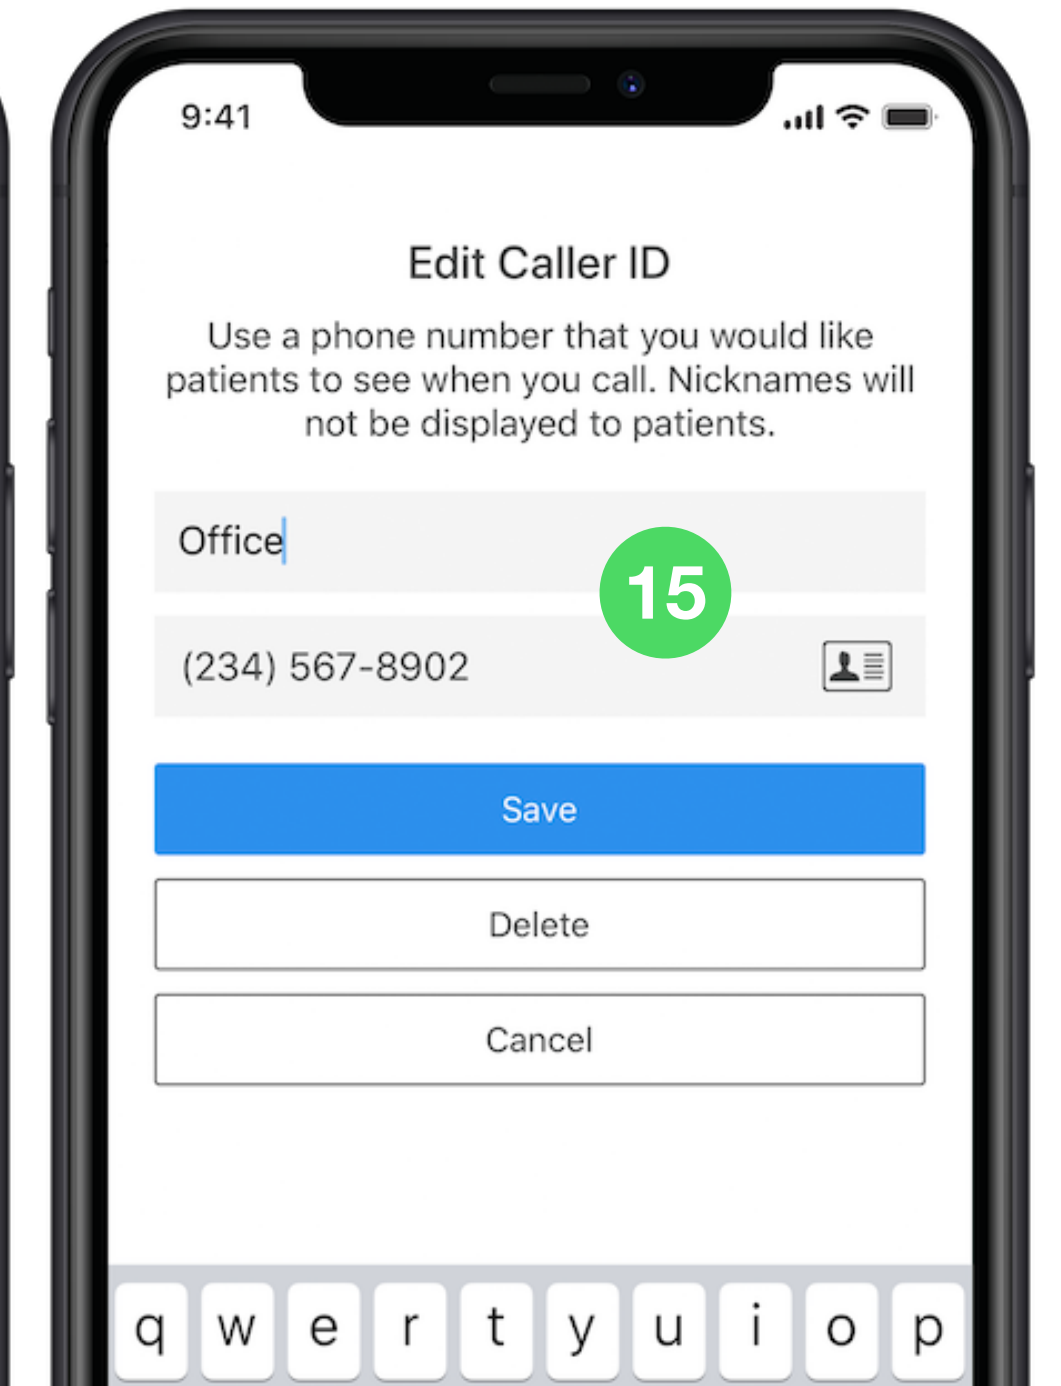 9:41
Edit Caller ID
Use a phone number that you would like
patients to see when you call. Nicknames will
not be displayed to patients.
Office
15
(234) 567-8902
Save
Delete
Cancel
q w e r t y u i o p